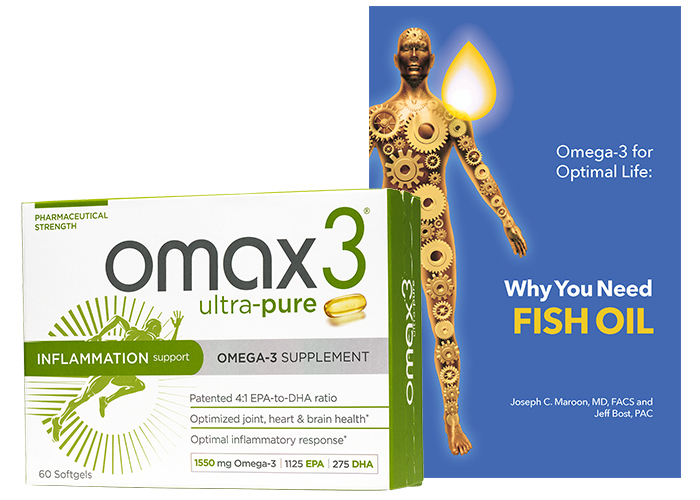 PHARMACEUTICAL
STRENGTH
omax3®
ultra-pure
INFLAMMATION support
OMEGA-3 SUPPLEMENT
Patented 4:1 EPA-to-DHA ratio
Optimized joint, heart & brain health*
Optimal inflammatory response*
1550 mg Omega-3 | 1125 EPA | 275 DHA
60 Softgels
omax3
ultra-pure
Omega-3 for
Optimal Life:
Why You Need
FISH OIL
Joseph C. Maroon, MD, FACS and
Jeff Bost, PAC